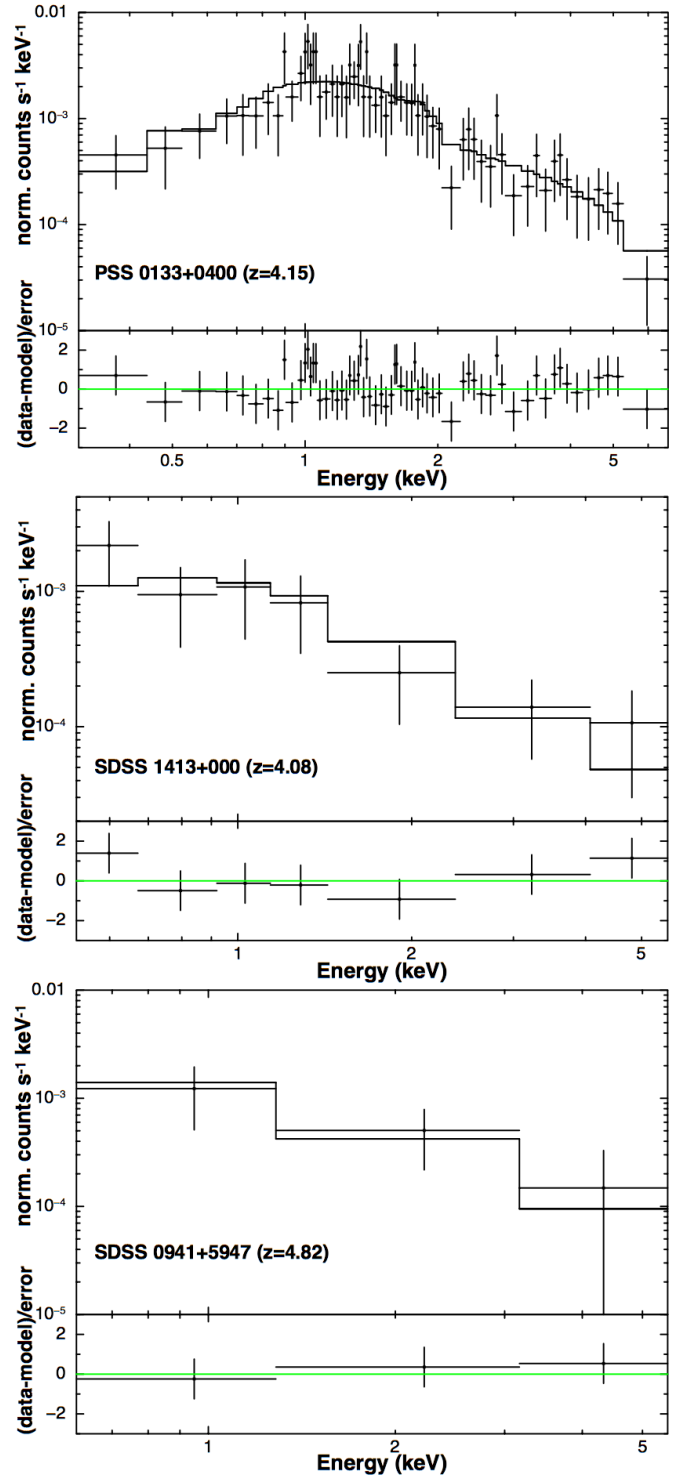 0.01
norm. counts s⁻¹ keV⁻¹
10⁻³
10⁻⁴
PSS 0133+0400 (z=4.15)
10⁻⁵
(data-model)/error
2
0
−2
0.5 1 2 5
Energy (keV)
norm. counts s⁻¹ keV⁻¹
10⁻³
10⁻⁴
SDSS 1413+000 (z=4.08)
(data-model)/error
2
0
−2
1 2 5
Energy (keV)
0.01
norm. counts s⁻¹ keV⁻¹
10⁻³
10⁻⁴
SDSS 0941+5947 (z=4.82)
10⁻⁵
(data-model)/error
2
0
−2
1 2 5
Energy (keV)